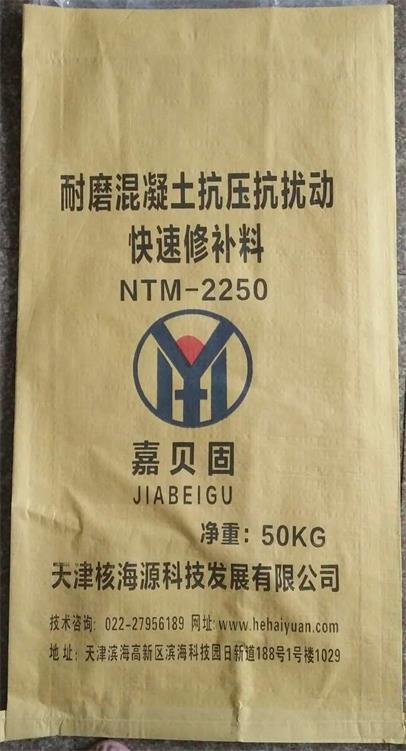 耐磨混凝土抗压抗扰动
快速修补料
NTM-2250
嘉贝固
JIABEIGU
净重：50KG
天津核海源科技发展有限公司
技术咨询：022-27956189 网址:www.hehaiyuan.com
地址：天津滨海高新区滨海科技园日新道188号1号楼1029